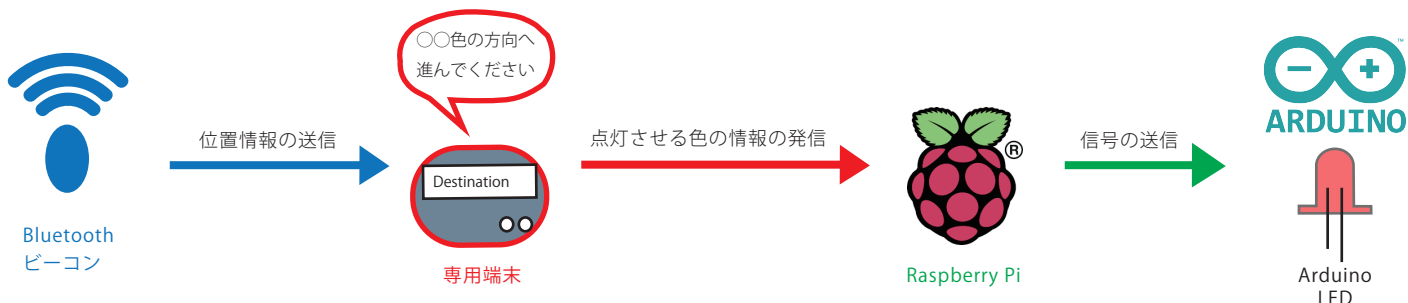 ○○色の方向へ
進んでください
位置情報の送信
点灯させる色の情報の発信
信号の送信
™
ARDUINO
®
Destination
Bluetooth
ビーコン
専用端末
Raspberry Pi
Arduino
LED